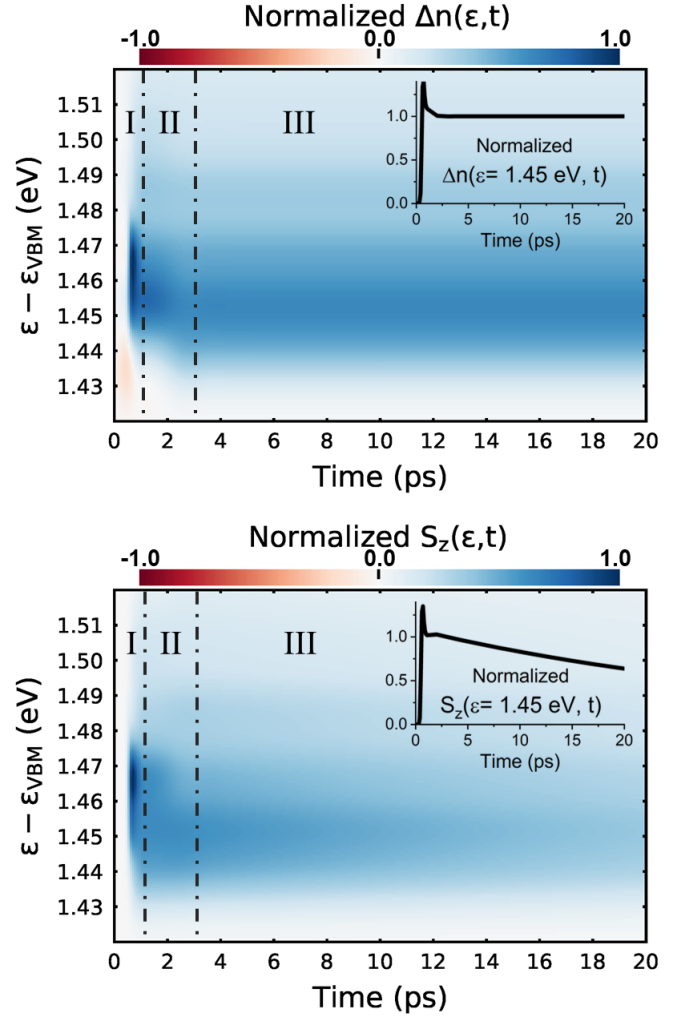 Normalized Δn(ε,t)
-1.0 0.0 1.0
ε − ε_VBM (eV)
1.51
1.50
1.49
1.48
1.47
1.46
1.45
1.44
1.43
I II III
1.0
0.5
0.0
Normalized
Δn(ε= 1.45 eV, t)
0 5 10 15 20
Time (ps)
0 2 4 6 8 10 12 14 16 18 20
Time (ps)
Normalized S_z(ε,t)
-1.0 0.0 1.0
ε − ε_VBM (eV)
1.51
1.50
1.49
1.48
1.47
1.46
1.45
1.44
1.43
I II III
1.0
0.5
0.0
Normalized
S_z(ε= 1.45 eV, t)
0 5 10 15 20
Time (ps)
0 2 4 6 8 10 12 14 16 18 20
Time (ps)